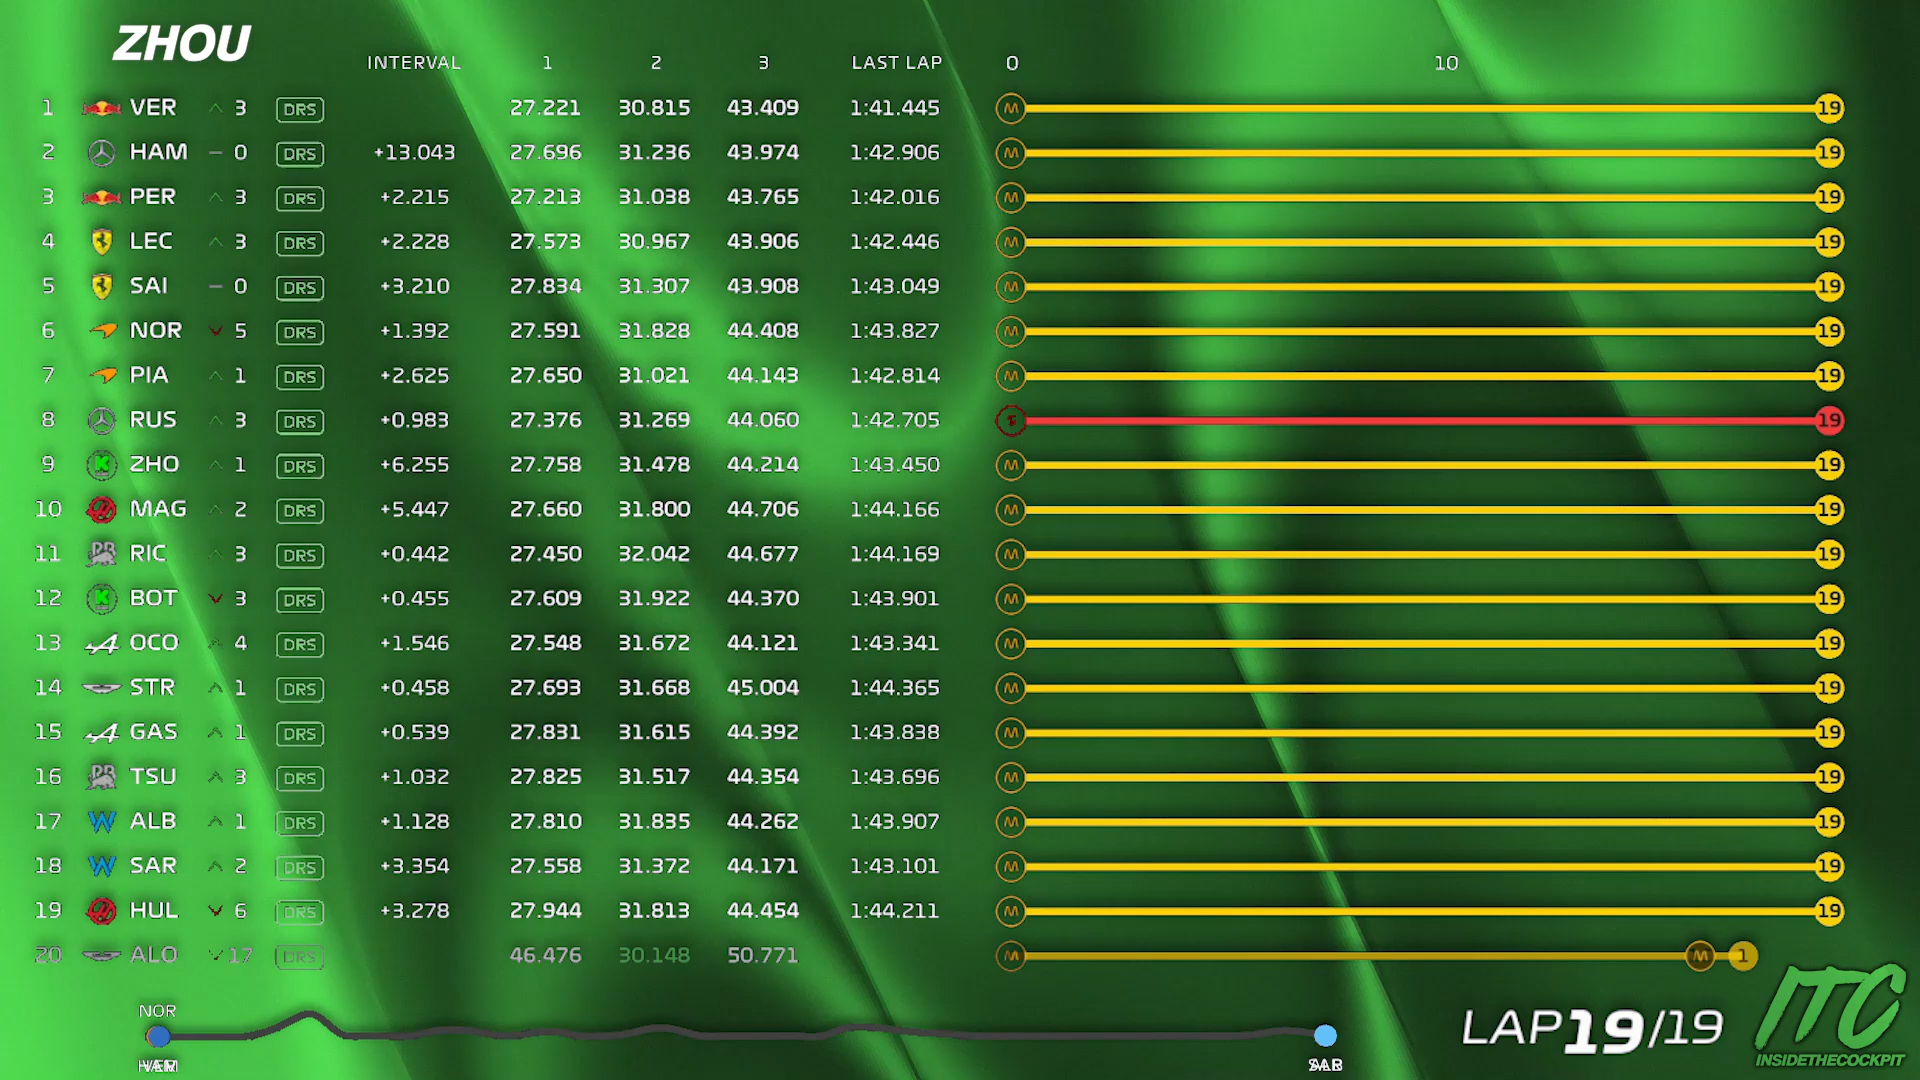 ZHOU
INTERVAL 1 2 3 LAST LAP 0 10
1 VER 3 DRS 27.221 30.815 43.409 1:41.445 M 19
2 HAM 0 DRS +13.043 27.696 31.236 43.974 1:42.906 M 19
3 PER 3 DRS +2.215 27.213 31.038 43.765 1:42.016 M 19
4 LEC 3 DRS +2.228 27.573 30.967 43.906 1:42.446 M 19
5 SAI 0 DRS +3.210 27.834 31.307 43.908 1:43.049 M 19
6 NOR 5 DRS +1.392 27.591 31.828 44.408 1:43.827 M 19
7 PIA 1 DRS +2.625 27.650 31.021 44.143 1:42.814 M 19
8 RUS 3 DRS +0.983 27.376 31.269 44.060 1:42.705 19
9 ZHO 1 DRS +6.255 27.758 31.478 44.214 1:43.450 M 19
10 MAG 2 DRS +5.447 27.660 31.800 44.706 1:44.166 M 19
11 RIC 3 DRS +0.442 27.450 32.042 44.677 1:44.169 M 19
12 BOT 3 DRS +0.455 27.609 31.922 44.370 1:43.901 M 19
13 OCO 4 DRS +1.546 27.548 31.672 44.121 1:43.341 M 19
14 STR 1 DRS +0.458 27.693 31.668 45.004 1:44.365 M 19
15 GAS 1 DRS +0.539 27.831 31.615 44.392 1:43.838 M 19
16 TSU 3 DRS +1.032 27.825 31.517 44.354 1:43.696 M 19
17 ALB 1 DRS +1.128 27.810 31.835 44.262 1:43.907 M 19
18 SAR 2 DRS +3.354 27.558 31.372 44.171 1:43.101 M 19
19 HUL 6 DRS +3.278 27.944 31.813 44.454 1:44.211 M 19
20 ALO 17 DRS 46.476 30.148 50.771 M M 1
NOR
LAP 19/19
ITC
INSIDETHECOCKPIT